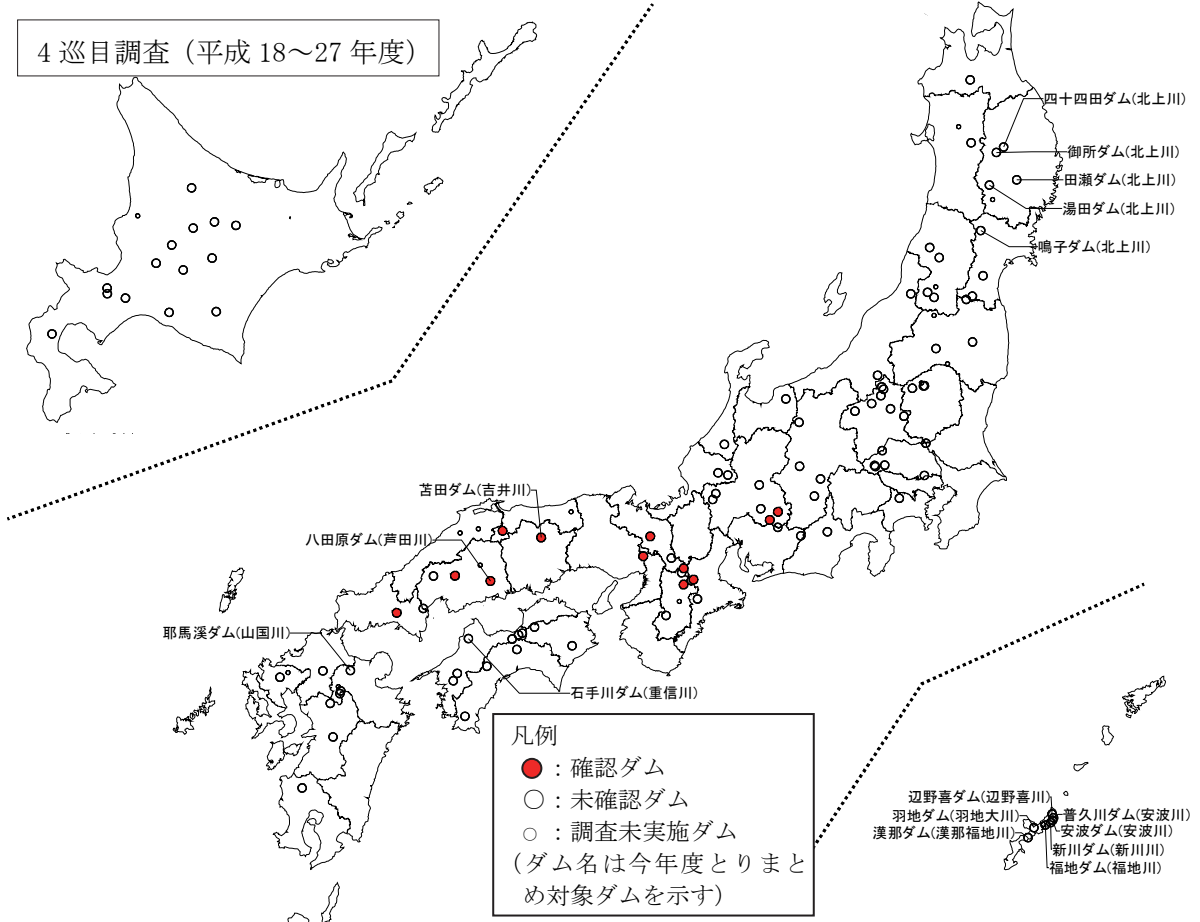 4巡目調査（平成18～27年度）
四十四田ダム(北上川)
御所ダム(北上川)
田瀬ダム(北上川)
湯田ダム(北上川)
鳴子ダム(北上川)
苫田ダム(吉井川)
八田原ダム(芦田川)
耶馬溪ダム(山国川)
石手川ダム(重信川)
凡例
：確認ダム
：未確認ダム
：調査未実施ダム
(ダム名は今年度とりまと
め対象ダムを示す)
辺野喜ダム(辺野喜川)
羽地ダム(羽地大川)
漢那ダム(漢那福地川)
普久川ダム(安波川)
安波ダム(安波川)
新川ダム(新川川)
福地ダム(福地川)